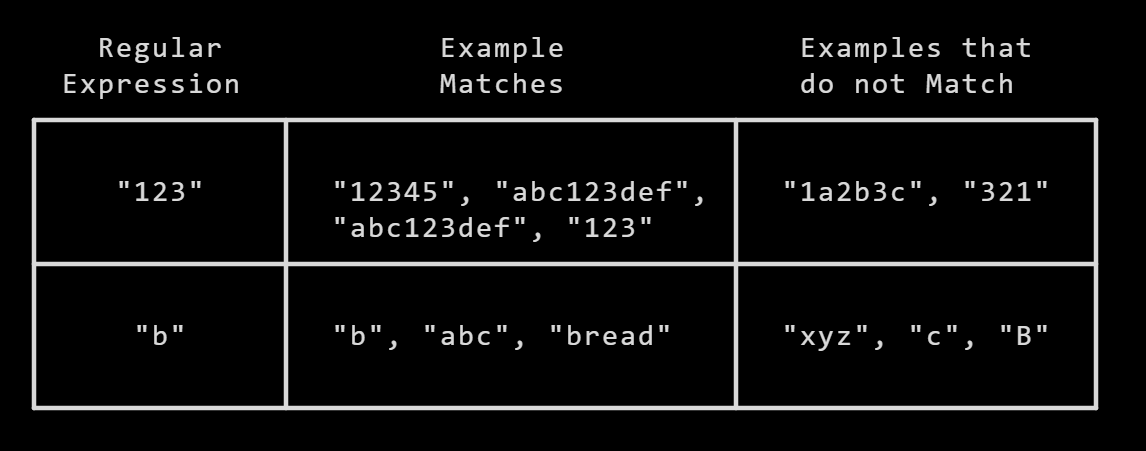 Regular Expression
Example Matches
Examples that do not Match
"123"
"12345", "abc123def",
"abc123def", "123"
"1a2b3c", "321"
"b"
"b", "abc", "bread"
"xyz", "c", "B"